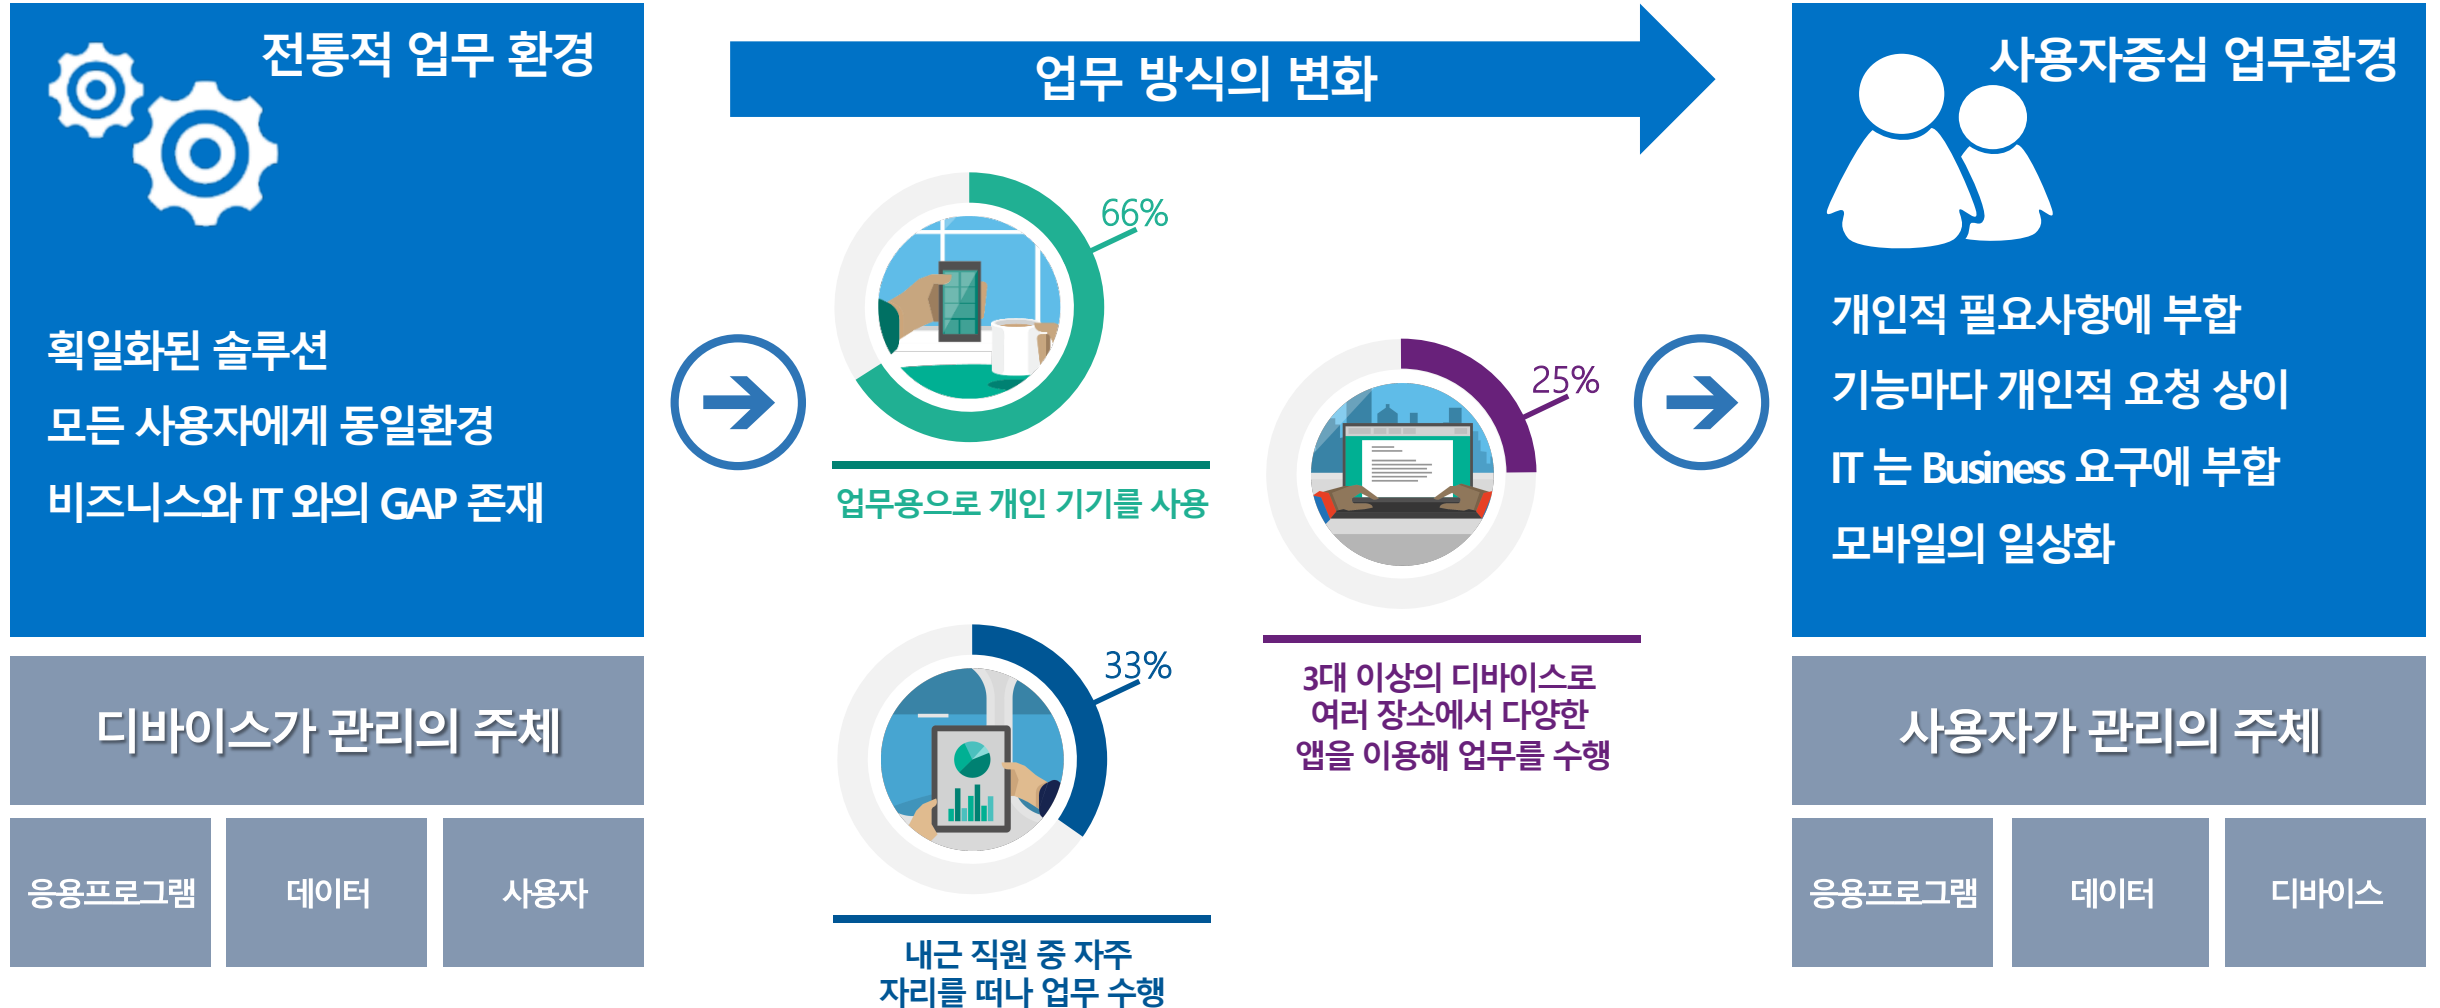 전통적 업무 환경
획일화된 솔루션
모든 사용자에게 동일환경
비즈니스와 IT 와의 GAP 존재
디바이스가 관리의 주체
응용프로그램
데이터
사용자
업무 방식의 변화
66%
업무용으로 개인 기기를 사용
25%
3대 이상의 디바이스로
여러 장소에서 다양한
앱을 이용해 업무를 수행
33%
내근 직원 중 자주
자리를 떠나 업무 수행
사용자중심 업무환경
개인적 필요사항에 부합
기능마다 개인적 요청 상이
IT 는 Business 요구에 부합
모바일의 일상화
사용자가 관리의 주체
응용프로그램
데이터
디바이스